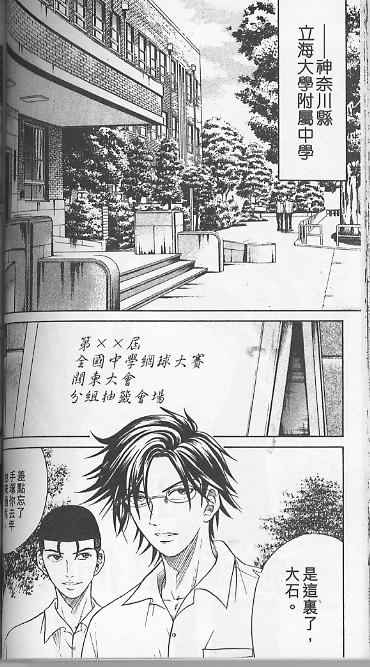 ——神奈川縣
立海大學附屬中學
第××屆
全國中學網球大賽
關東大會
分組抽籤會場
是這裏了，
大石。
差點忘了
手塚你去年